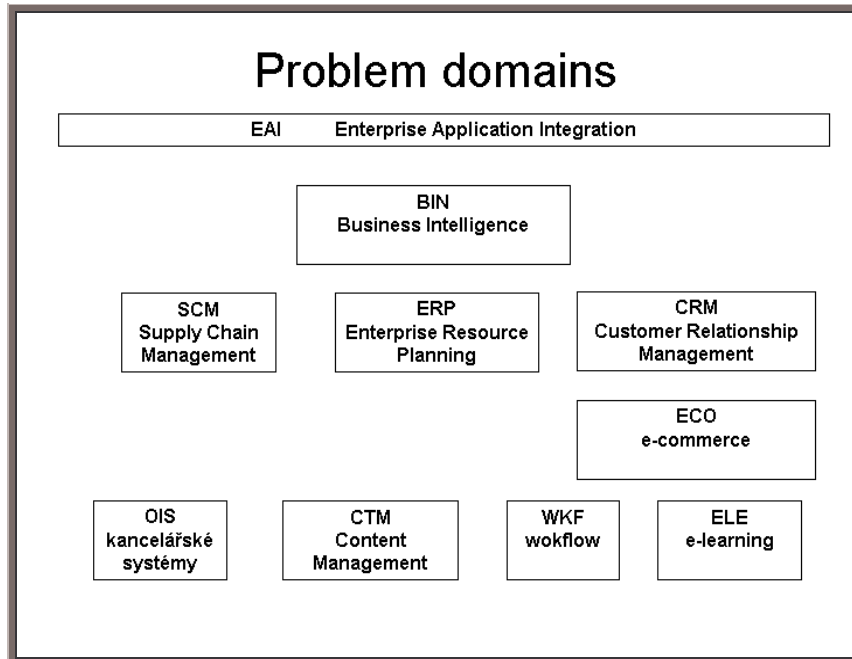 Problem domains
EAI Enterprise Application Integration
BIN
Business Intelligence
SCM
Supply Chain
Management
ERP
Enterprise Resource
Planning
CRM
Customer Relationship
Management
ECO
e-commerce
OIS
kancelářské
systémy
CTM
Content
Management
WKF
wokflow
ELE
e-learning